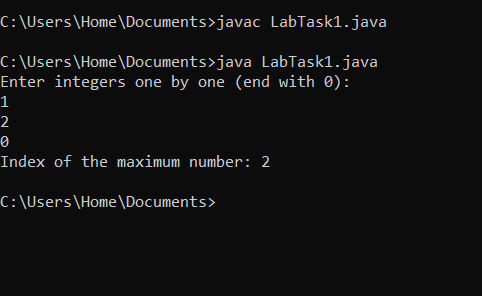 C:\Users\Home\Documents>javac LabTask1.java
C:\Users\Home\Documents>java LabTask1.java
Enter integers one by one (end with 0):
1
2
0
Index of the maximum number: 2
C:\Users\Home\Documents>